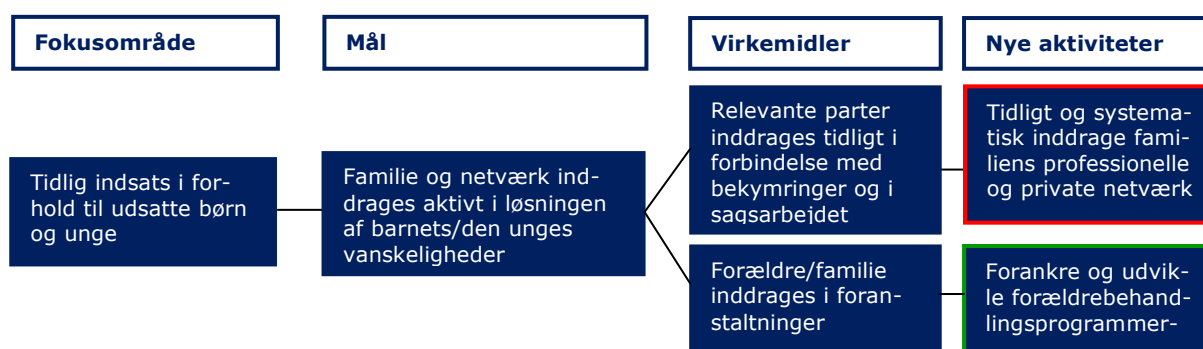 Fokusområde
Mål
Virkemidler
Nye aktiviteter
Tidlig indsats i for-
hold til udsatte børn
og unge
Familie og netværk ind-
drages aktivt i løsningen
af barnets/den unges
vanskeligheder
Relevante parter
inddrages tidligt i
forbindelse med
bekymringer og i
sagsarbejdet
Tidligt og systema-
tisk inddrage fami-
liens professionelle
og private netværk
Forældre/familie
inddrages i foran-
staltninger
Forankre og udvik-
le forældrebehand-
lingsprogrammer-